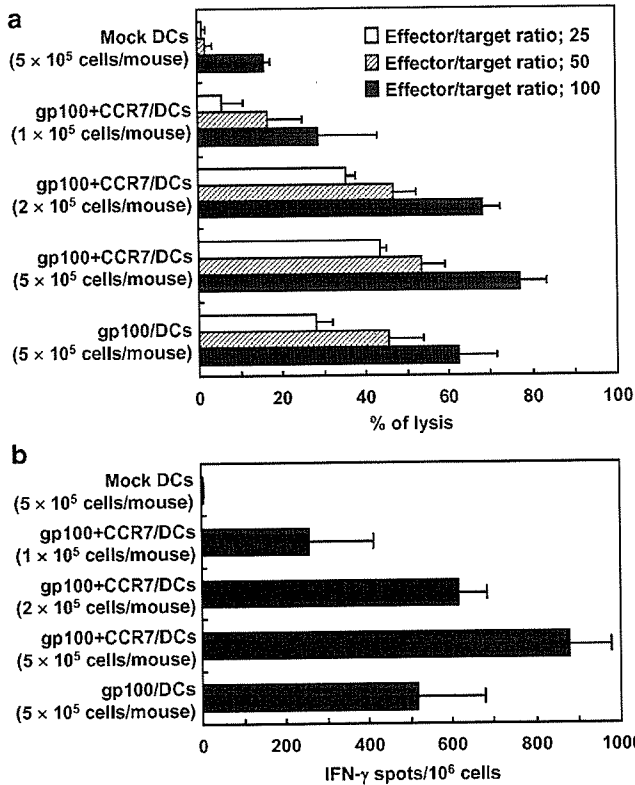 a
Effector/target ratio; 25
Effector/target ratio; 50
Effector/target ratio; 100
Mock DCs
(5 × 10⁵ cells/mouse)
gp100+CCR7/DCs
(1 × 10⁵ cells/mouse)
gp100+CCR7/DCs
(2 × 10⁵ cells/mouse)
gp100+CCR7/DCs
(5 × 10⁵ cells/mouse)
gp100/DCs
(5 × 10⁵ cells/mouse)
0 20 40 60 80 100
% of lysis
b
Mock DCs
(5 × 10⁵ cells/mouse)
gp100+CCR7/DCs
(1 × 10⁵ cells/mouse)
gp100+CCR7/DCs
(2 × 10⁵ cells/mouse)
gp100+CCR7/DCs
(5 × 10⁵ cells/mouse)
gp100/DCs
(5 × 10⁵ cells/mouse)
0 200 400 600 800 1000
IFN-γ spots/10⁶ cells